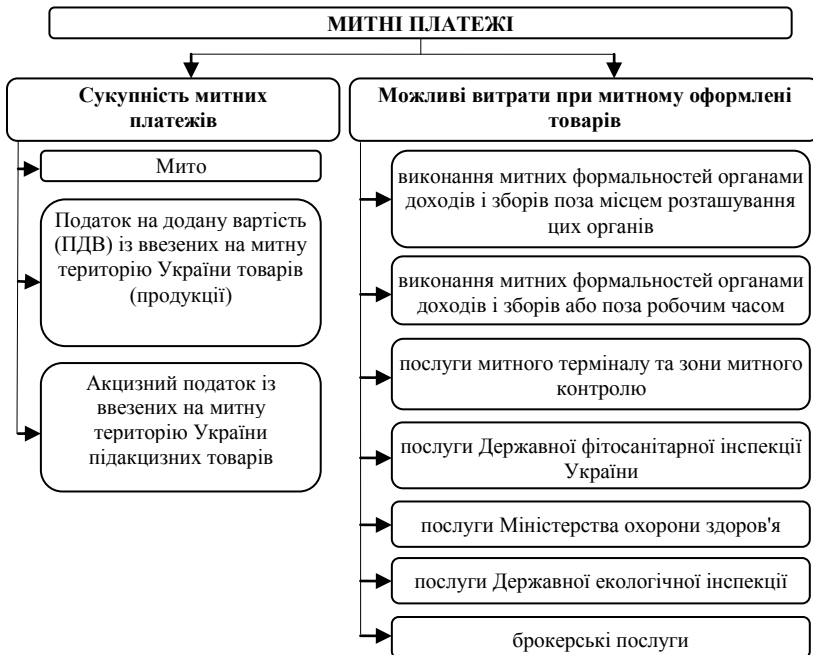 МИТНІ ПЛАТЕЖІ
Сукупність митних
платежів
Мито
Податок на додану вартість
(ПДВ) із ввезених на митну
територію України товарів
(продукції)
Акцизний податок із
ввезених на митну
територію України
підакцизних товарів
Можливі витрати при митному оформлені
товарів
виконання митних формальностей органами
доходів і зборів поза місцем розташування
цих органів
виконання митних формальностей органами
доходів і зборів або поза робочим часом
послуги митного терміналу та зони митного
контролю
послуги Державної фітосанітарної інспекції
України
послуги Міністерства охорони здоров'я
послуги Державної екологічної інспекції
брокерські послуги